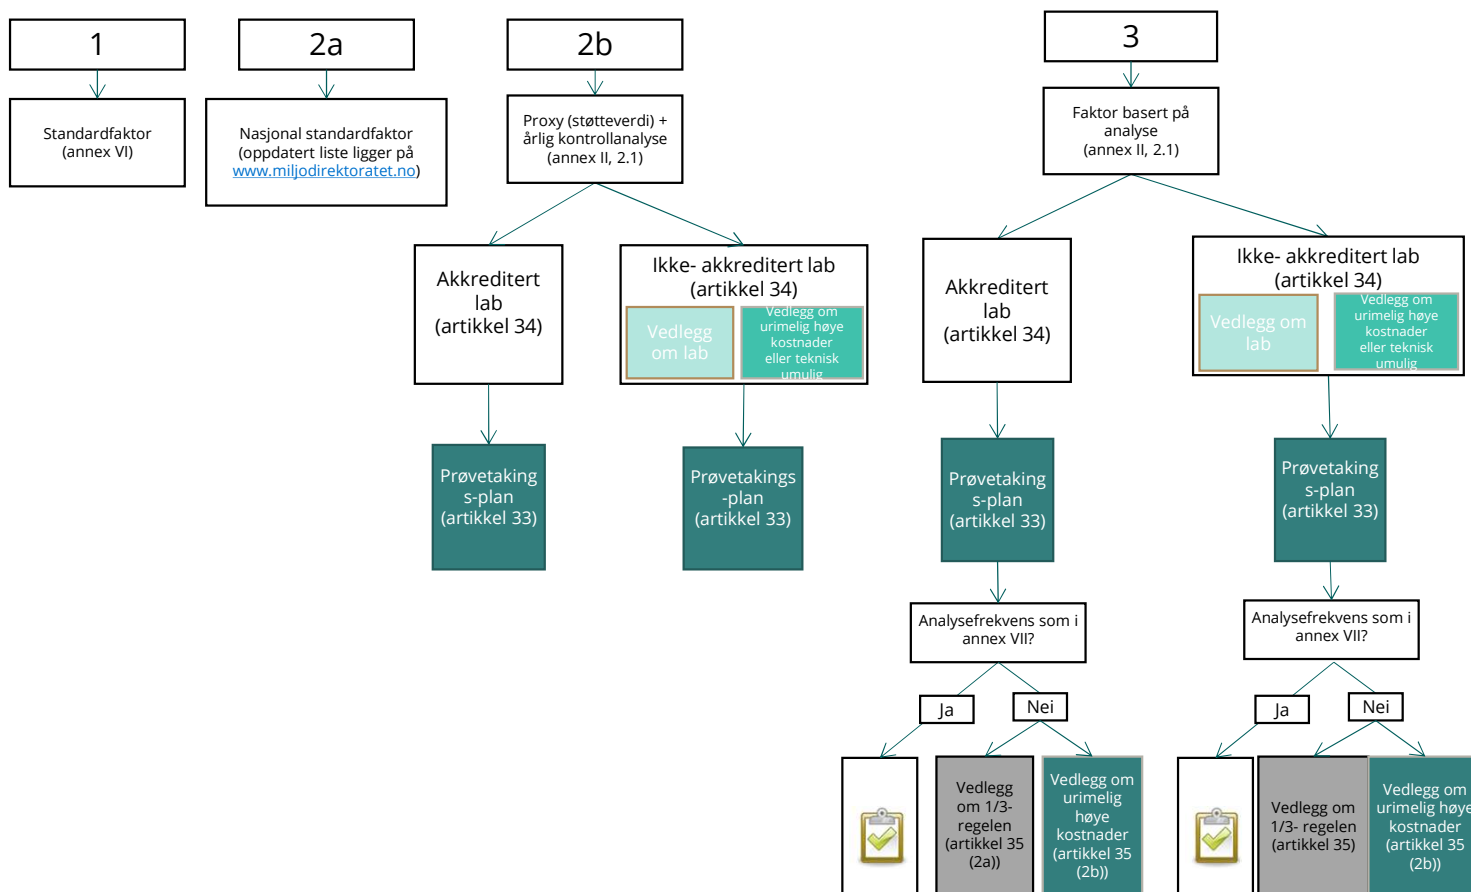 1
2a
2b
3
Standardfaktor
(annex VI)
Nasjonal standardfaktor
(oppdatert liste ligger på
www.miljodirektoratet.no)
Proxy (støtteverdi) +
årlig kontrollanalyse
(annex II, 2.1)
Faktor basert på
analyse
(annex II, 2.1)
Akkreditert
lab
(artikkel 34)
Ikke- akkreditert lab
(artikkel 34)
Vedlegg
om lab
Vedlegg om
urimelig høye
kostnader
eller teknisk
umulig
Akkreditert
lab
(artikkel 34)
Ikke- akkreditert lab
(artikkel 34)
Vedlegg om
lab
Vedlegg om
urimelig høye
kostnader
eller teknisk
umulig
Prøvetaking
s-plan
(artikkel 33)
Prøvetakings
-plan
(artikkel 33)
Prøvetaking
s-plan
(artikkel 33)
Prøvetaking
s-plan
(artikkel 33)
Analysefrekvens som i
annex VII?
Analysefrekvens som i
annex VII?
Ja
Nei
Ja
Nei
Vedlegg
om 1/3-
regelen
(artikkel 35
(2a))
Vedlegg om
urimelig
høye
kostnader
(artikkel 35
(2b))
Vedlegg om
1/3- regelen
(artikkel 35)
Vedlegg om
urimelig høye
kostnader
(artikkel 35
(2b))